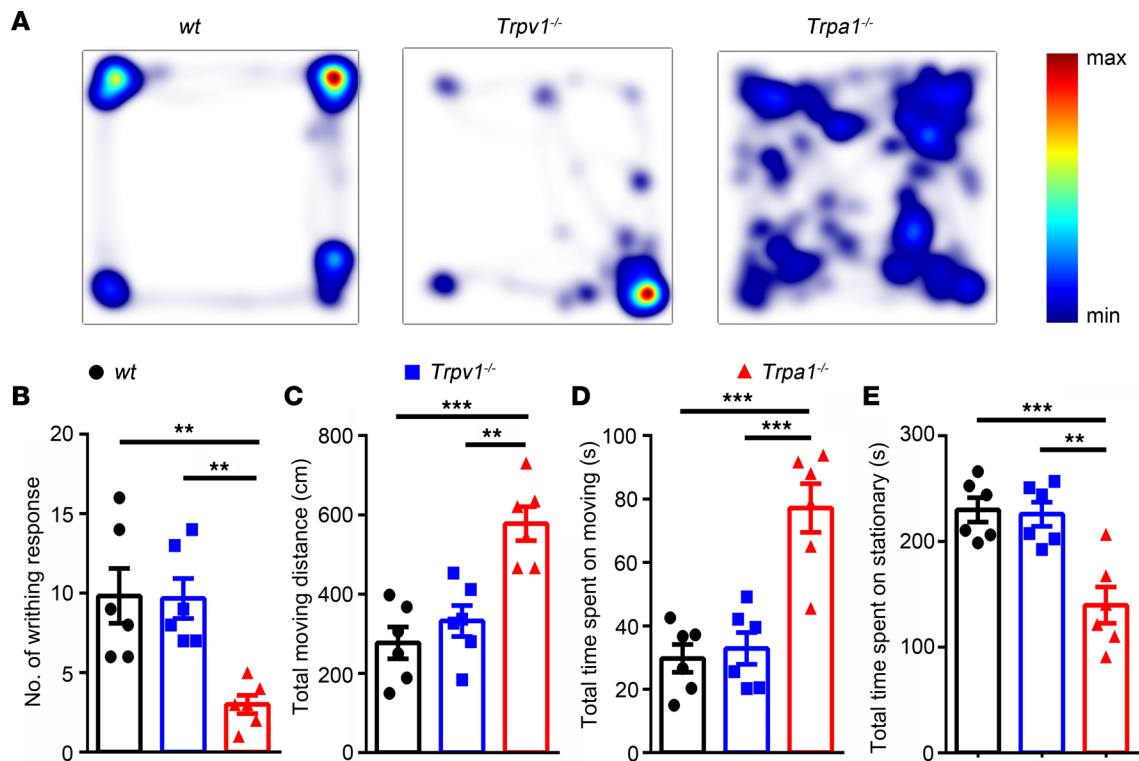 A
wt
Trpv1-/-
Trpa1-/-
max
min
wt
Trpv1-/-
Trpa1-/-
B
No. of writhing response
20
15
10
5
0
**
**
C
Total moving distance (cm)
800
600
400
200
0
***
**
D
Total time spent on moving (s)
100
80
60
40
20
0
***
***
E
Total time spent on stationary (s)
300
200
100
0
***
**